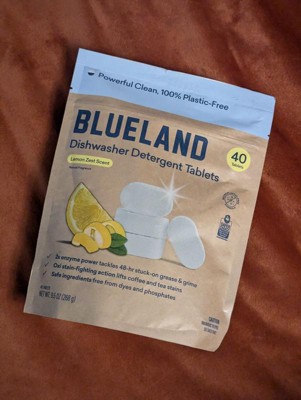 Powerful Clean, 100% Plastic-Free
BLUELAND
Dishwasher Detergent Tablets
40
Lemon Zest Scent
3x enzyme power tackles 48-hr stuck-on grease & grime
Oxi stain-fighting action lifts coffee and tea stains
Safe ingredients free from dyes and phosphates